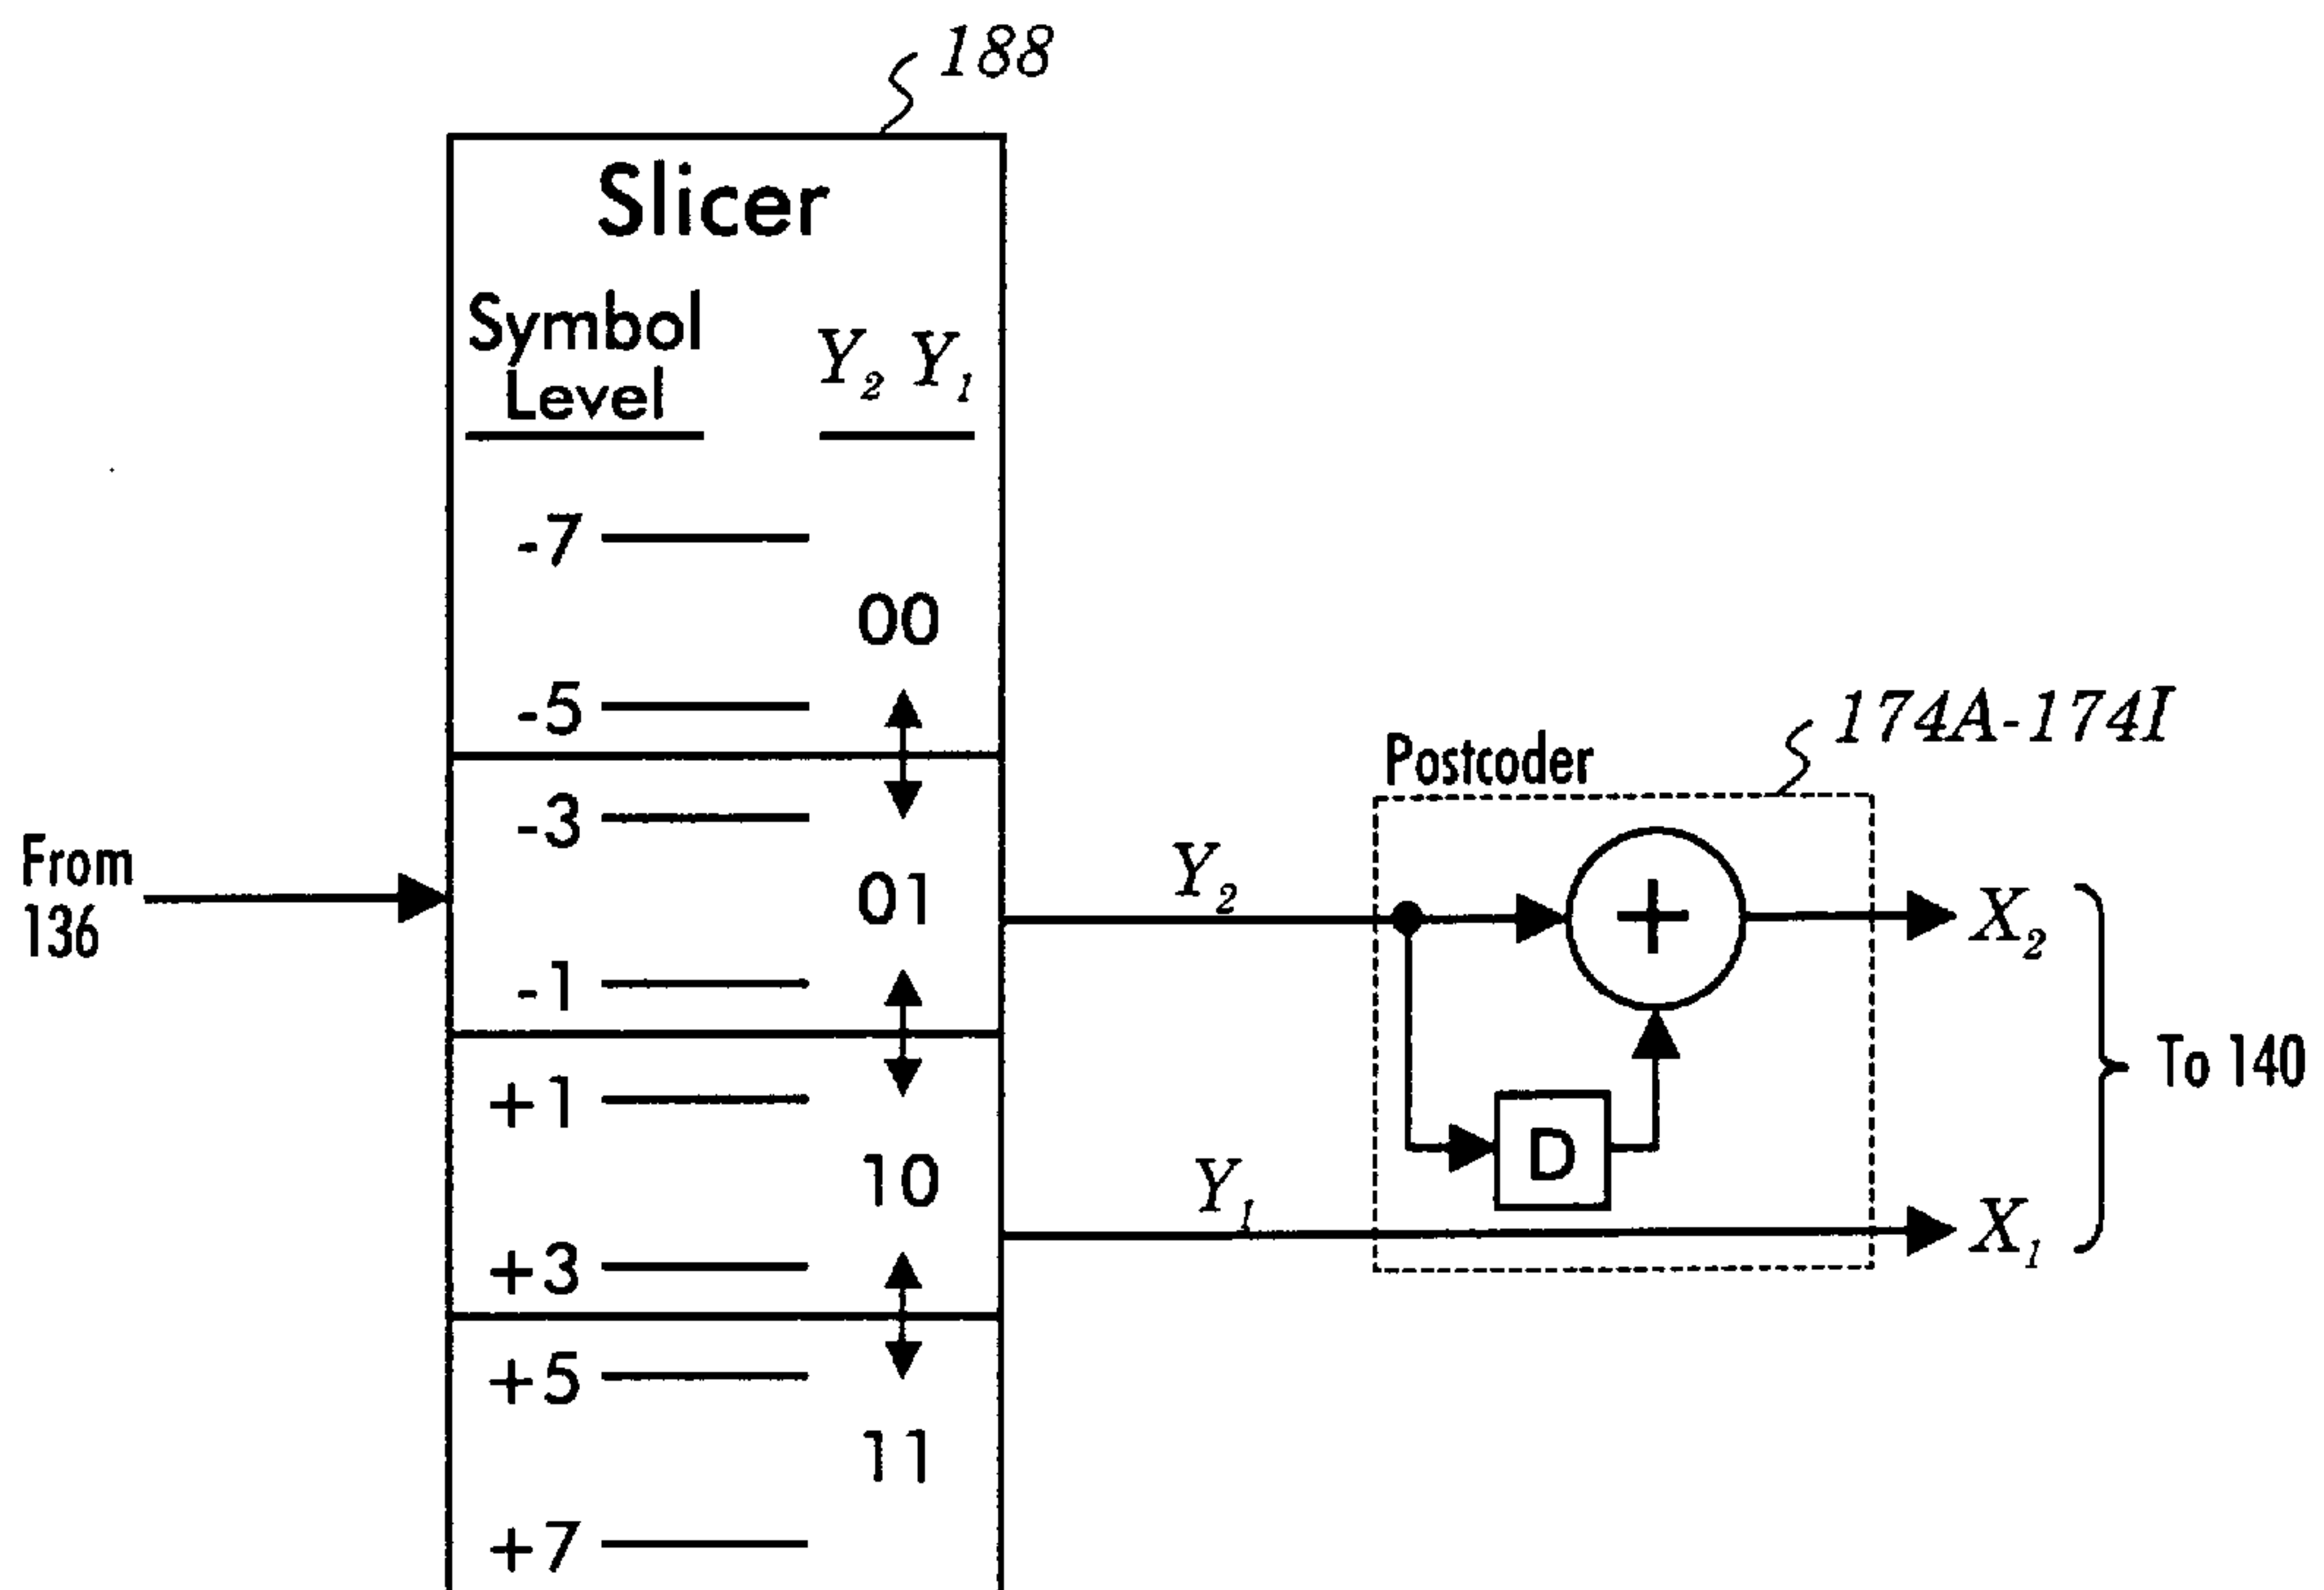 188
Slicer
Symbol
Level
Y₂ Y₁
-7
00
-5
-3
01
-1
+1
10
+3
+5
11
+7
From
136
Y₂
Y₁
Postcoder
174A-174I
+
D
X₂
X₁
To 140